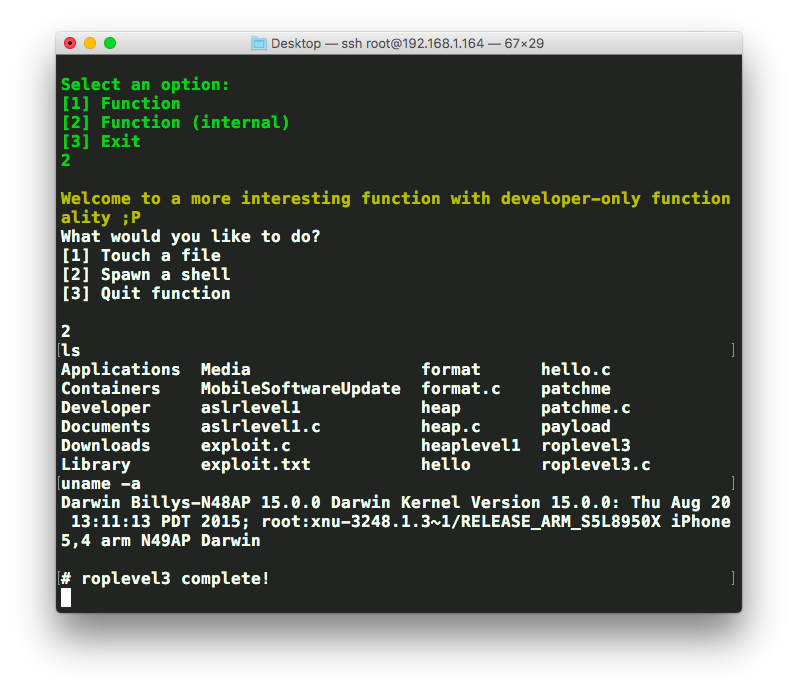 Desktop — ssh root@192.168.1.164 — 67×29
Select an option:
[1] Function
[2] Function (internal)
[3] Exit
2
Welcome to a more interesting function with developer-only function
ality ;P
What would you like to do?
[1] Touch a file
[2] Spawn a shell
[3] Quit function
2
[ls ]
Applications  Media                 format      hello.c
Containers    MobileSoftwareUpdate  format.c    patchme
Developer     aslrlevel1            heap        patchme.c
Documents     aslrlevel1.c          heap.c      payload
Downloads     exploit.c             heaplevel1  roplevel3
Library       exploit.txt           hello       roplevel3.c
[uname -a ]
Darwin Billys-N48AP 15.0.0 Darwin Kernel Version 15.0.0: Thu Aug 20
 13:11:13 PDT 2015; root:xnu-3248.1.3~1/RELEASE_ARM_S5L8950X iPhone
5,4 arm N49AP Darwin
[# roplevel3 complete! ]